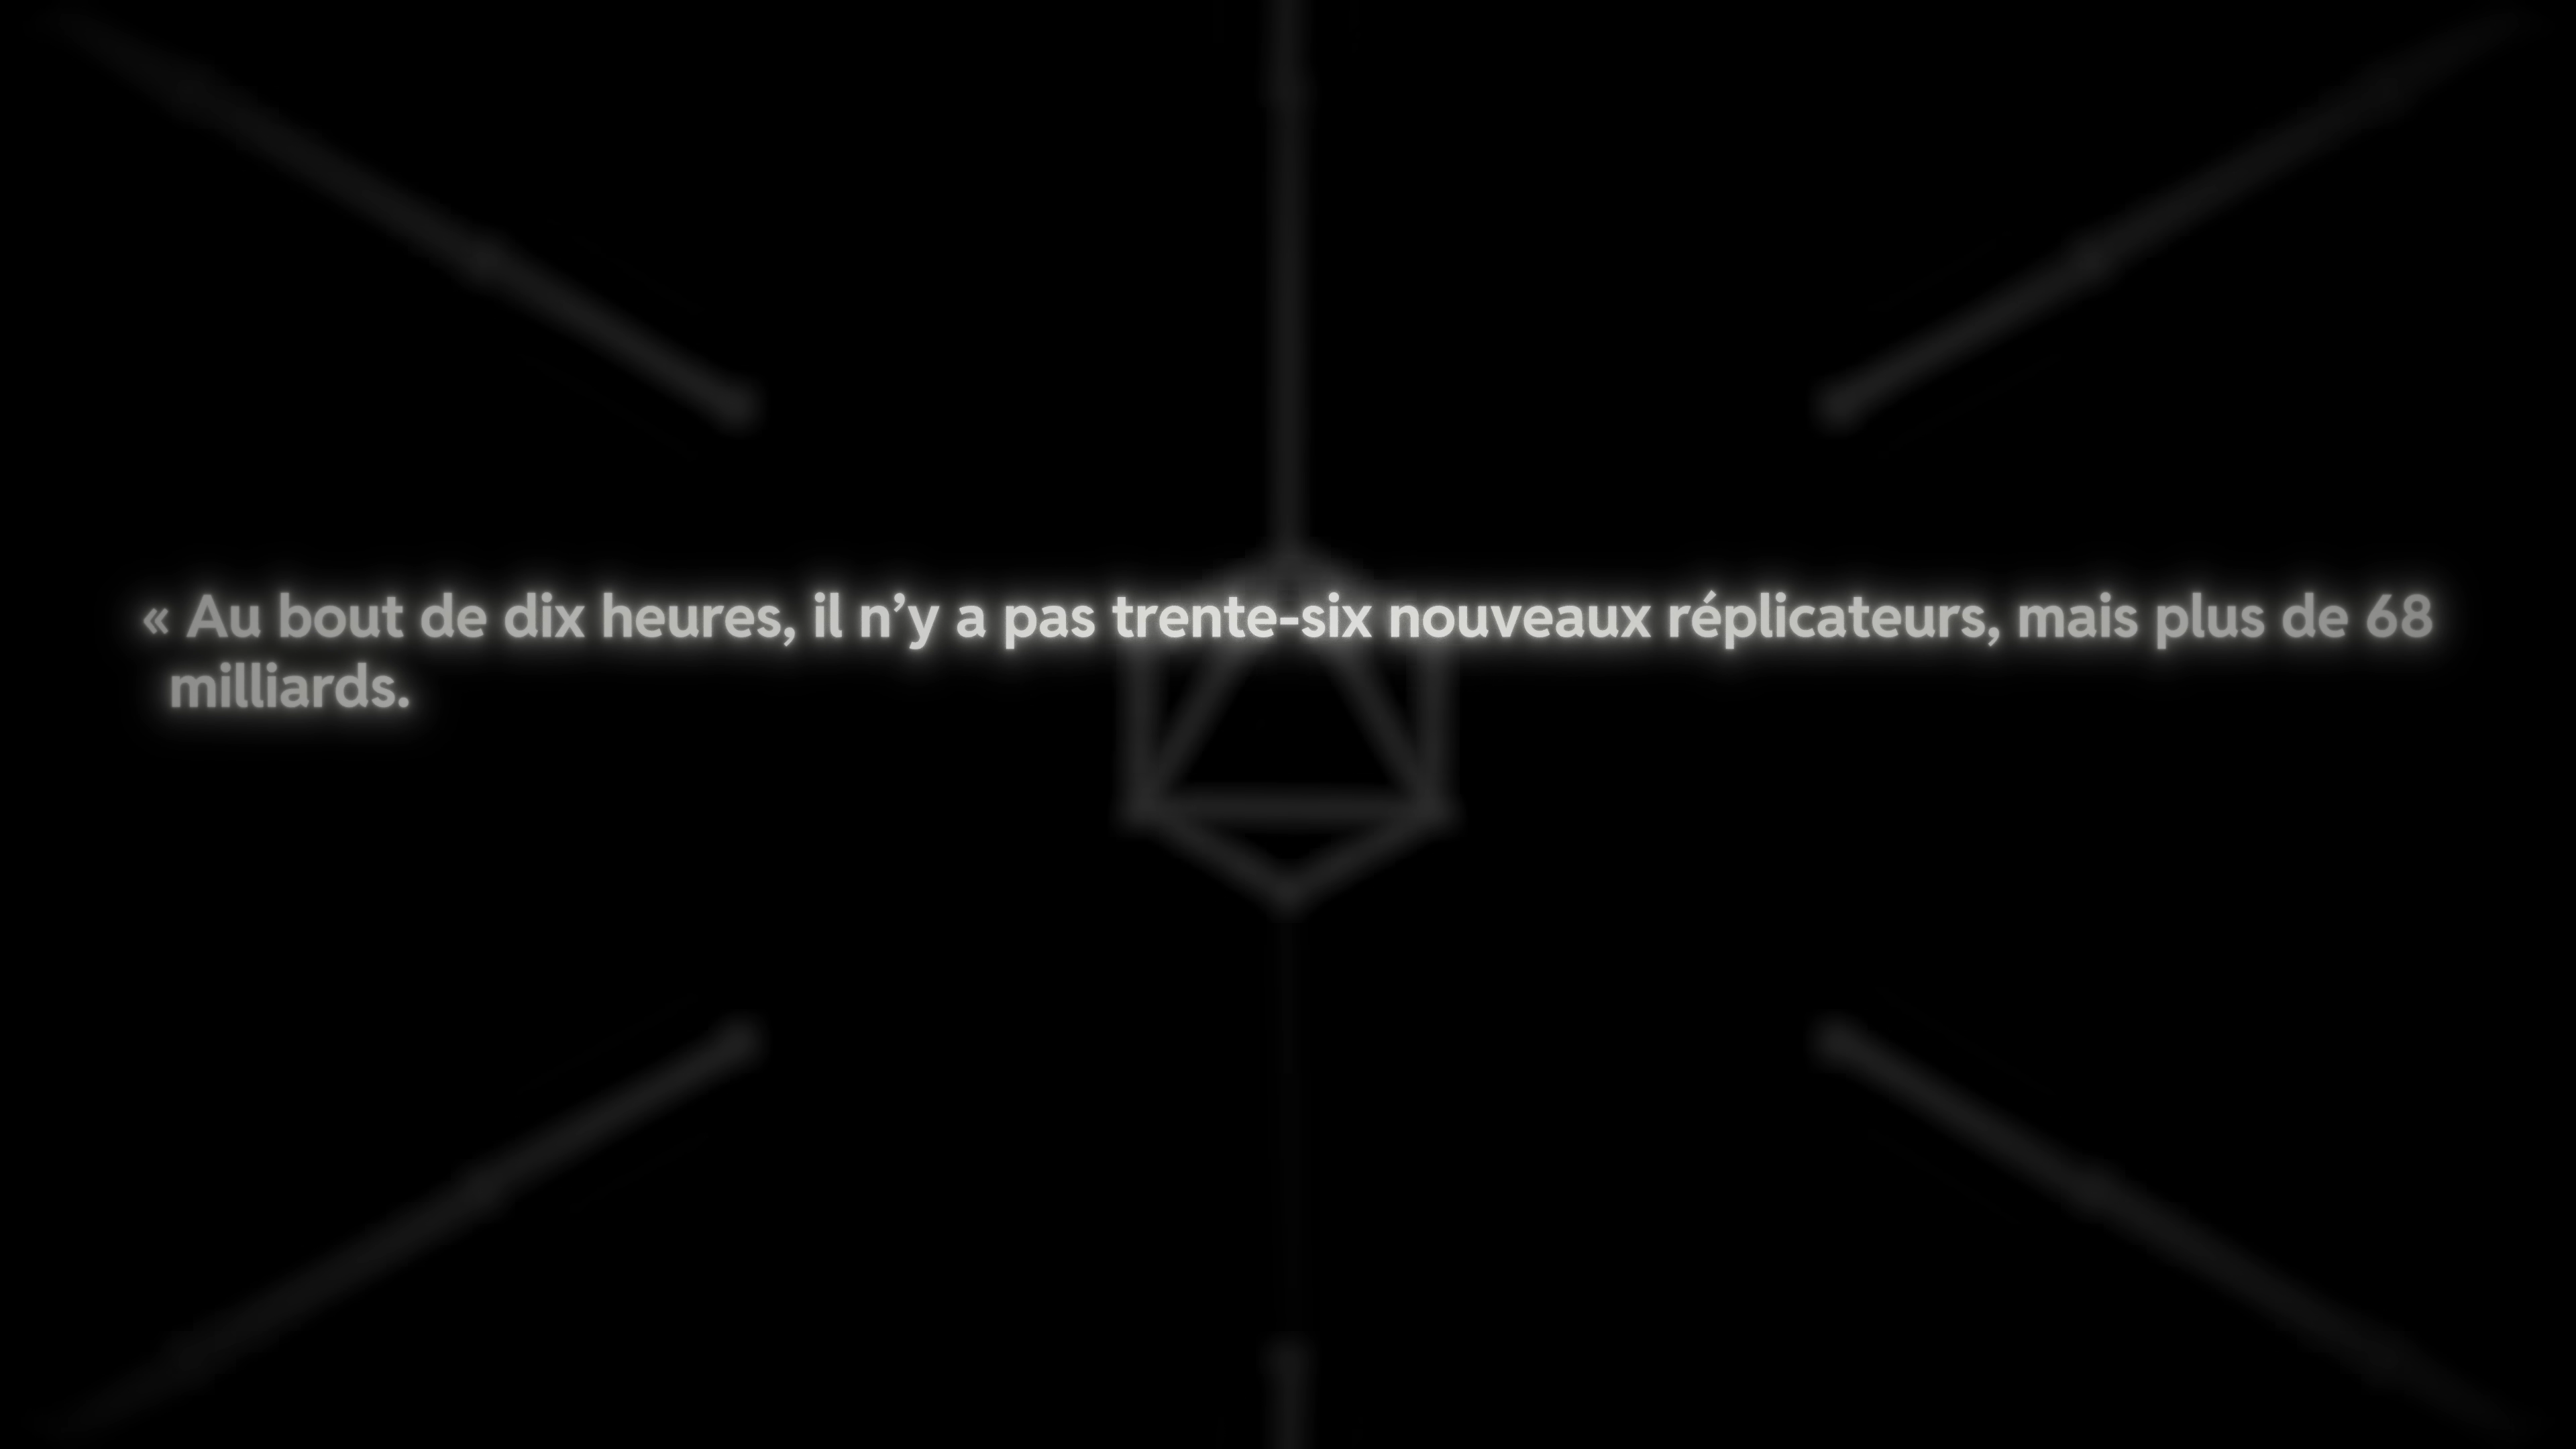 « Au bout de dix heures, il n’y a pas trente-six nouveaux réplicateurs, mais plus de 68
milliards.